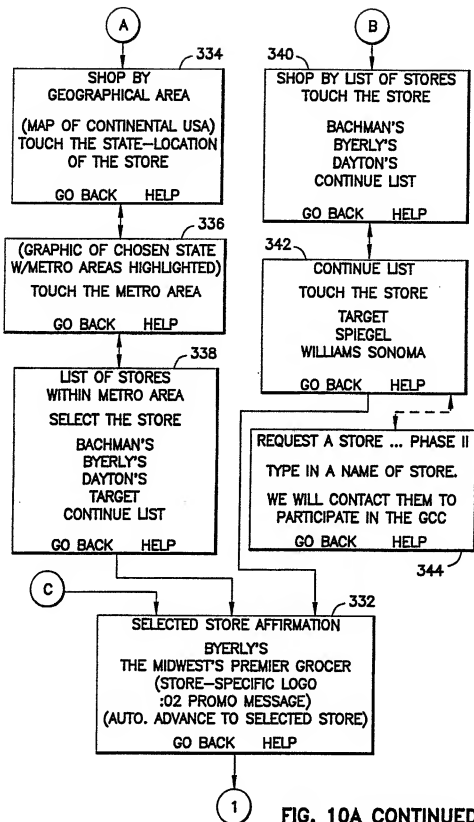 A
334
SHOP BY
GEOGRAPHICAL AREA
(MAP OF CONTINENTAL USA)
TOUCH THE STATE–LOCATION
OF THE STORE
GO BACK HELP
336
(GRAPHIC OF CHOSEN STATE
W/METRO AREAS HIGHLIGHTED)
TOUCH THE METRO AREA
GO BACK HELP
338
LIST OF STORES
WITHIN METRO AREA
SELECT THE STORE
BACHMAN'S
BYERLY'S
DAYTON'S
TARGET
CONTINUE LIST
GO BACK HELP
B
340
SHOP BY LIST OF STORES
TOUCH THE STORE
BACHMAN'S
BYERLY'S
DAYTON'S
CONTINUE LIST
GO BACK HELP
342
CONTINUE LIST
TOUCH THE STORE
TARGET
SPIEGEL
WILLIAMS SONOMA
GO BACK HELP
REQUEST A STORE ... PHASE II
TYPE IN A NAME OF STORE.
WE WILL CONTACT THEM TO
PARTICIPATE IN THE GCC
GO BACK HELP
344
C
332
SELECTED STORE AFFIRMATION
BYERLY'S
THE MIDWEST'S PREMIER GROCER
(STORE–SPECIFIC LOGO
:02 PROMO MESSAGE)
(AUTO. ADVANCE TO SELECTED STORE)
GO BACK HELP
1
FIG. 10A CONTINUED